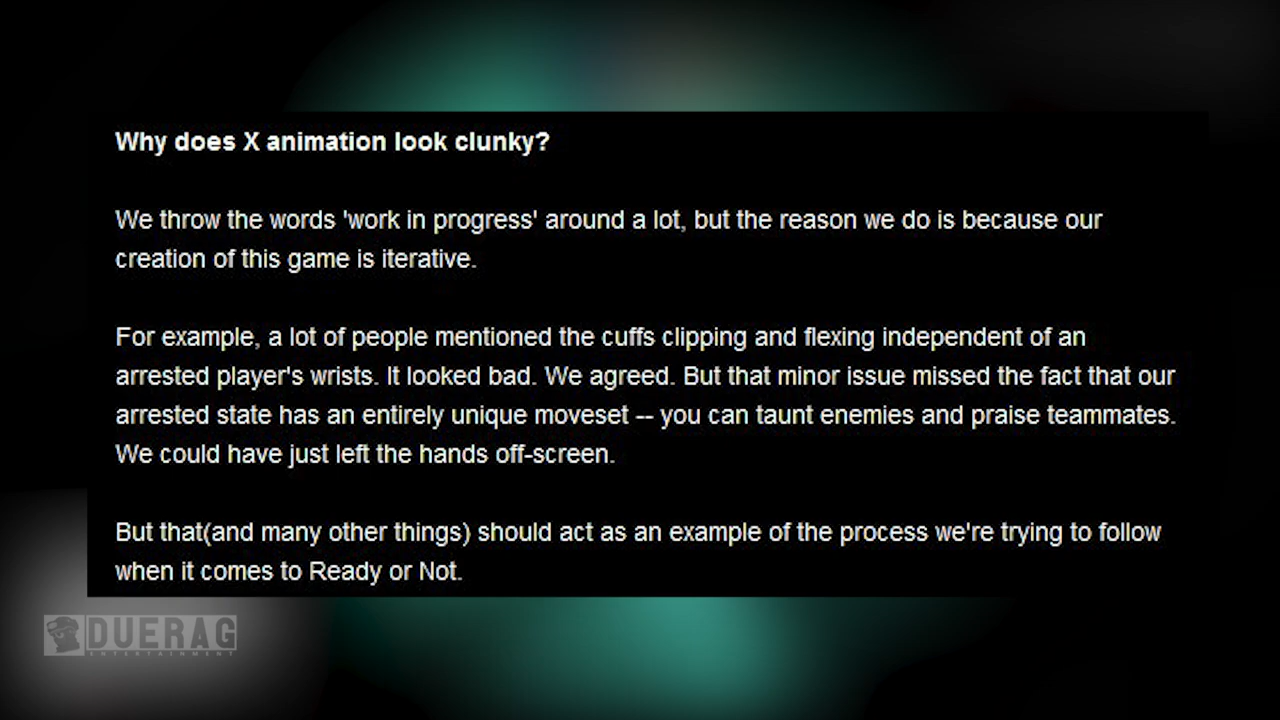 Why does X animation look clunky?
We throw the words 'work in progress' around a lot, but the reason we do is because our
creation of this game is iterative.
For example, a lot of people mentioned the cuffs clipping and flexing independent of an
arrested player's wrists. It looked bad. We agreed. But that minor issue missed the fact that our
arrested state has an entirely unique moveset -- you can taunt enemies and praise teammates.
We could have just left the hands off-screen.
But that(and many other things) should act as an example of the process we're trying to follow
when it comes to Ready or Not.
DUERAG
ENTERTAINMENT